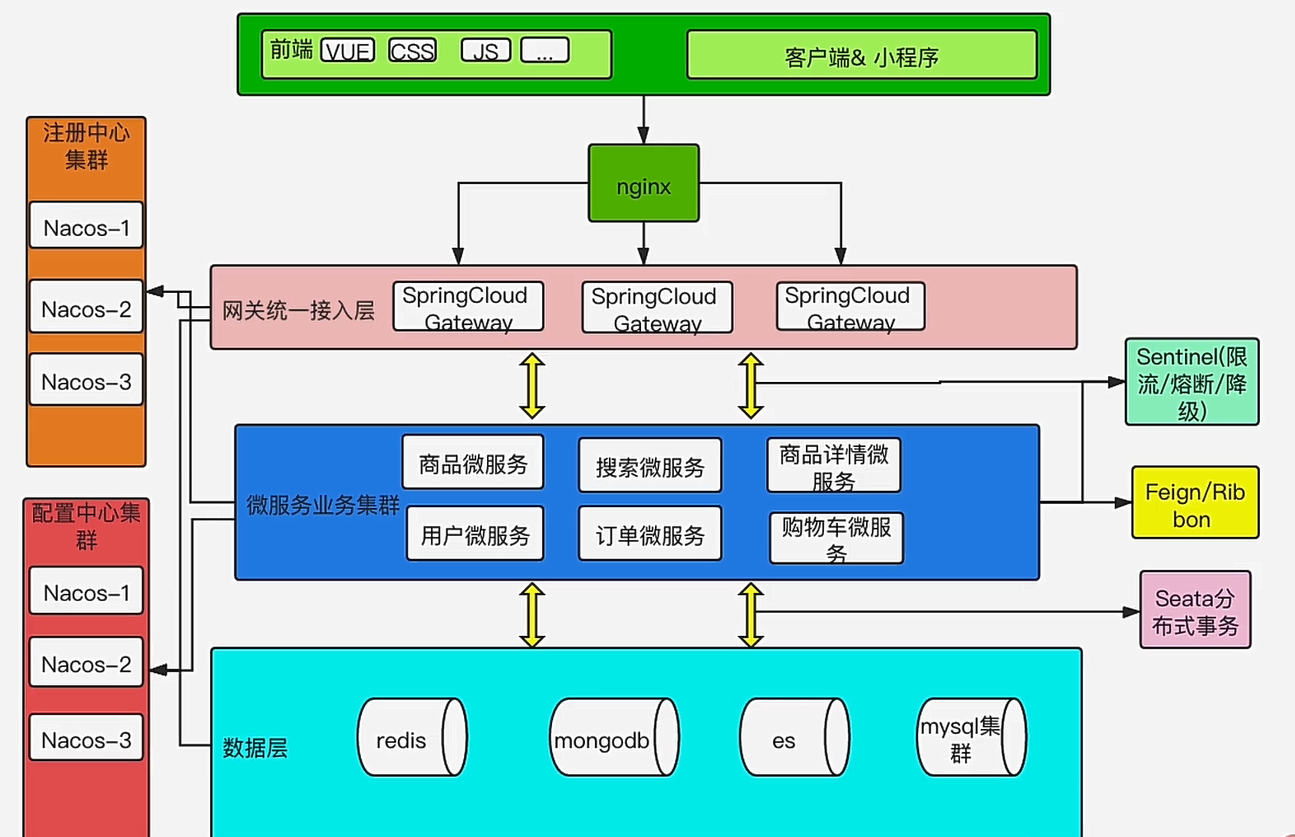 前端 VUE CSS JS ...
客户端& 小程序
nginx
注册中心
集群
Nacos-1
Nacos-2
Nacos-3
网关统一接入层
SpringCloud
Gateway
SpringCloud
Gateway
SpringCloud
Gateway
Sentinel(限
流/熔断/降
级)
微服务业务集群
商品微服务
搜索微服务
商品详情微
服务
用户微服务
订单微服务
购物车微服
务
Feign/Rib
bon
Seata分
布式事务
配置中心集
群
Nacos-1
Nacos-2
Nacos-3
数据层
redis
mongodb
es
mysql集
群